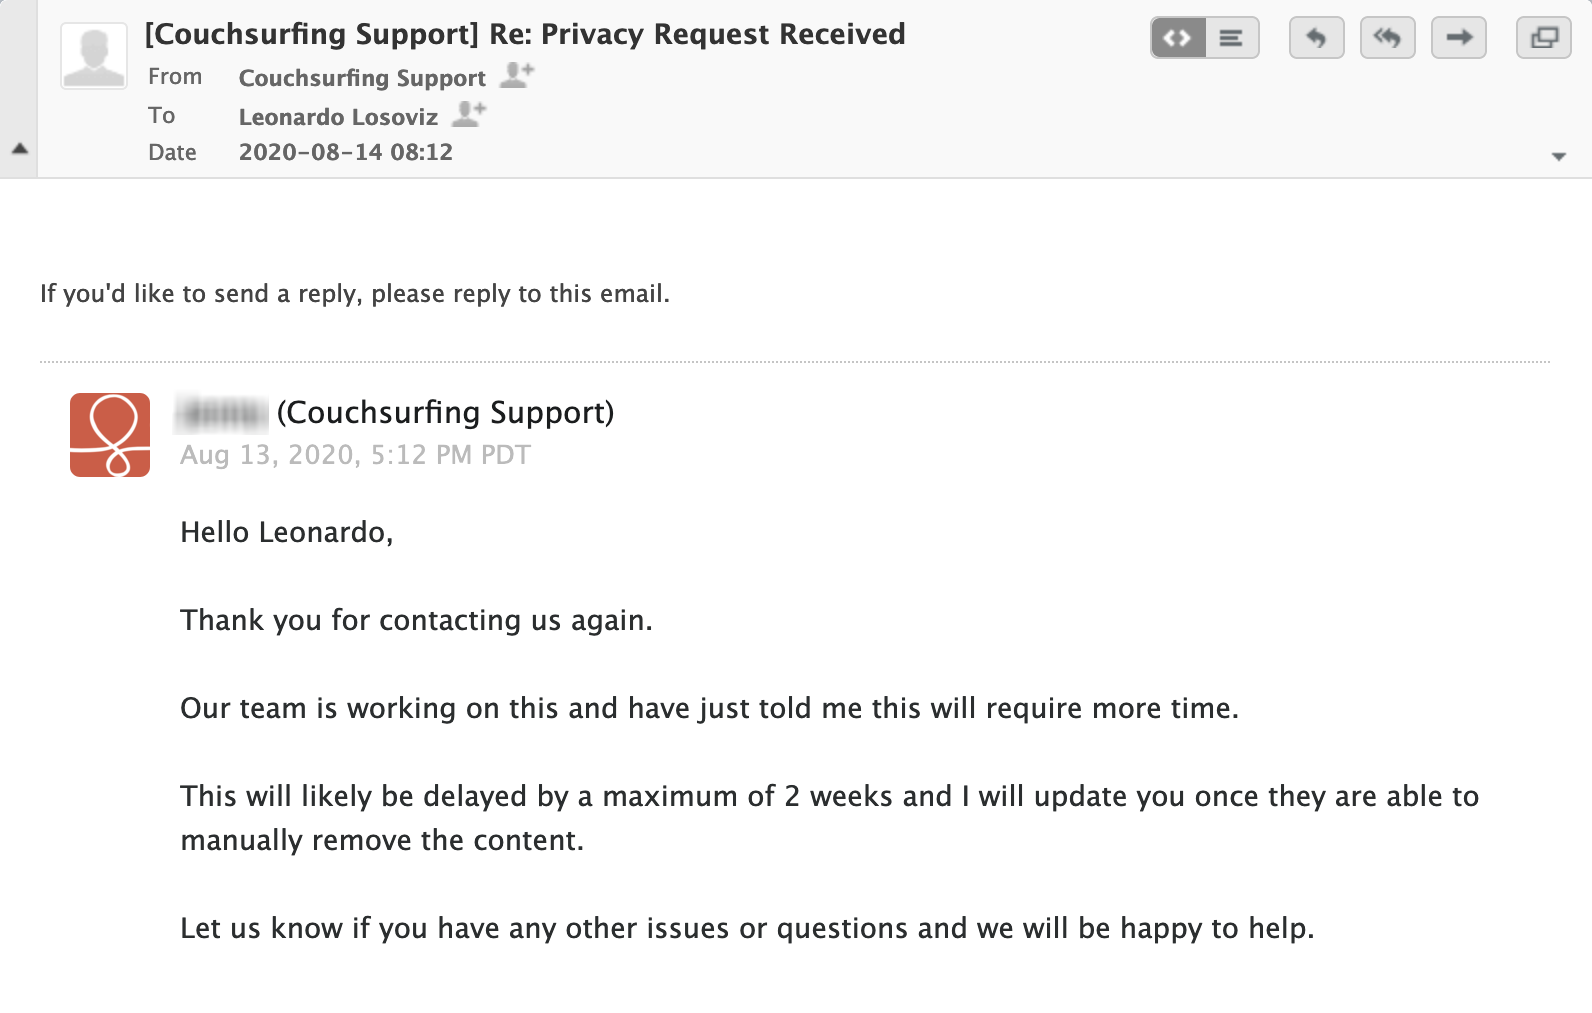 [Couchsurfing Support] Re: Privacy Request Received
From Couchsurfing Support
To Leonardo Losoviz
Date 2020-08-14 08:12
If you'd like to send a reply, please reply to this email.
(Couchsurfing Support)
Aug 13, 2020, 5:12 PM PDT
Hello Leonardo,
Thank you for contacting us again.
Our team is working on this and have just told me this will require more time.
This will likely be delayed by a maximum of 2 weeks and I will update you once they are able to
manually remove the content.
Let us know if you have any other issues or questions and we will be happy to help.